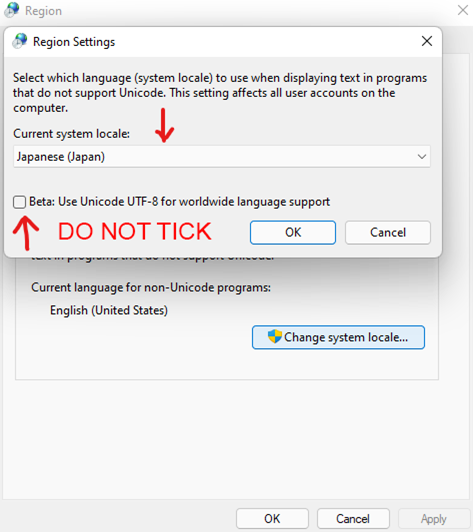 Region
Region Settings
Select which language (system locale) to use when displaying text in programs
that do not support Unicode. This setting affects all user accounts on the
computer.
Current system locale:
Japanese (Japan)
Beta: Use Unicode UTF-8 for worldwide language support
DO NOT TICK
OK Cancel
text in programs that do not support Unicode.
Current language for non-Unicode programs:
English (United States)
Change system locale...
OK Cancel Apply